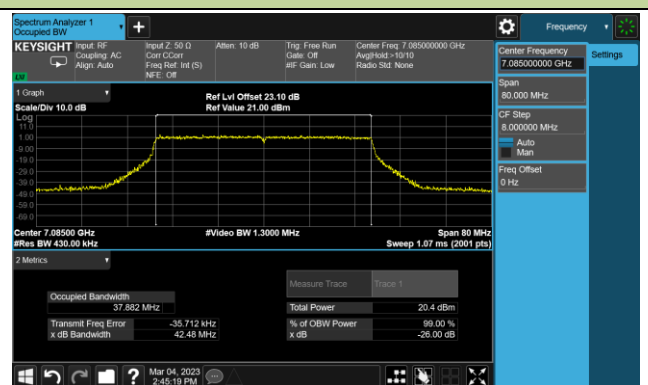 Spectrum Analyzer 1
Occupied BW
Frequency
KEYSIGHT
Input: RF
Coupling: AC
Align: Auto
Input Z: 50 Ω
Corr CCorr
Freq Ref: Int (S)
NFE: Off
Atten: 10 dB
Trig: Free Run
Gate: Off
#IF Gain: Low
Center Freq: 7.085000000 GHz
Avg|Hold:>10/10
Radio Std: None
LXI
Center Frequency
7.085000000 GHz
Settings
Span
80.000 MHz
CF Step
8.000000 MHz
Auto
Man
Freq Offset
0 Hz
1 Graph
Scale/Div 10.0 dB
Ref Lvl Offset 23.10 dB
Ref Value 21.00 dBm
Log
11.0
1.00
-9.00
-19.0
-29.0
-39.0
-49.0
-59.0
-69.0
Center 7.08500 GHz
#Video BW 1.3000 MHz
Span 80 MHz
#Res BW 430.00 kHz
Sweep 1.07 ms (2001 pts)
2 Metrics
Measure Trace
Trace 1
Occupied Bandwidth
37.882 MHz
Total Power
20.4 dBm
Transmit Freq Error
-35.712 kHz
% of OBW Power
99.00 %
x dB Bandwidth
42.48 MHz
x dB
-26.00 dB
Mar 04, 2023
2:45:19 PM